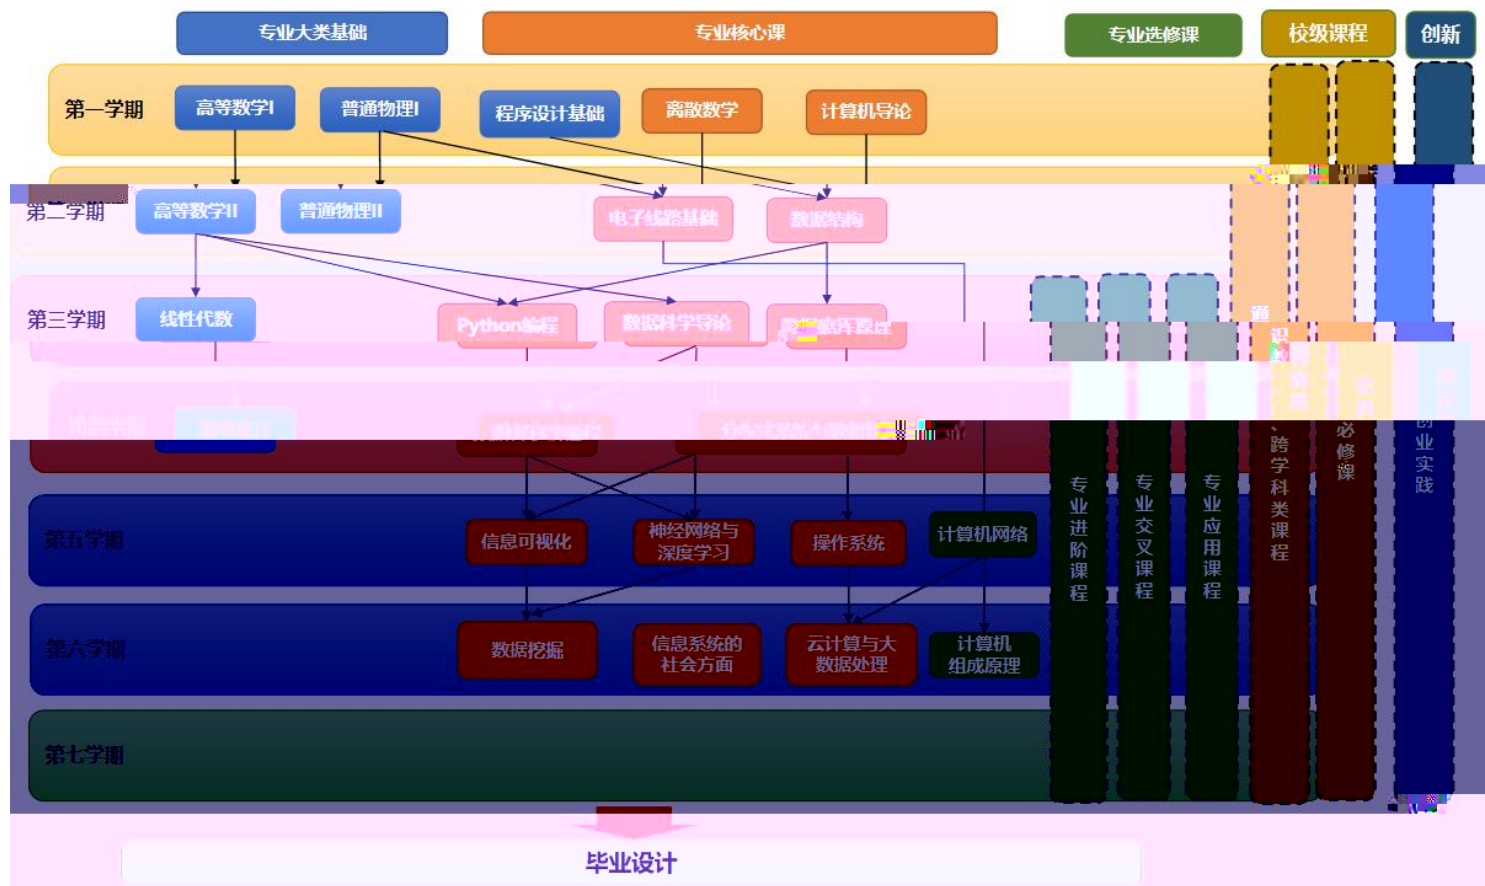 专业大类基础
专业核心课
专业选修课
校级课程
创新
第一学期
高等数学I
普通物理I
程序设计基础
离散数学
计算机导论
第二学期
高等数学II
普通物理II
电子线路基础
数据结构
第三学期
线性代数
Python编程
数据科学导论
第五学期
信息可视化
神经网络与
深度学习
操作系统
计算机网络
第六学期
数据挖掘
信息系统的
社会方面
云计算与大
数据处理
计算机
组成原理
第七学期
专业进阶课程
专业交叉课程
专业应用课程
、跨学科类课程
必修课
创业实践
毕业设计